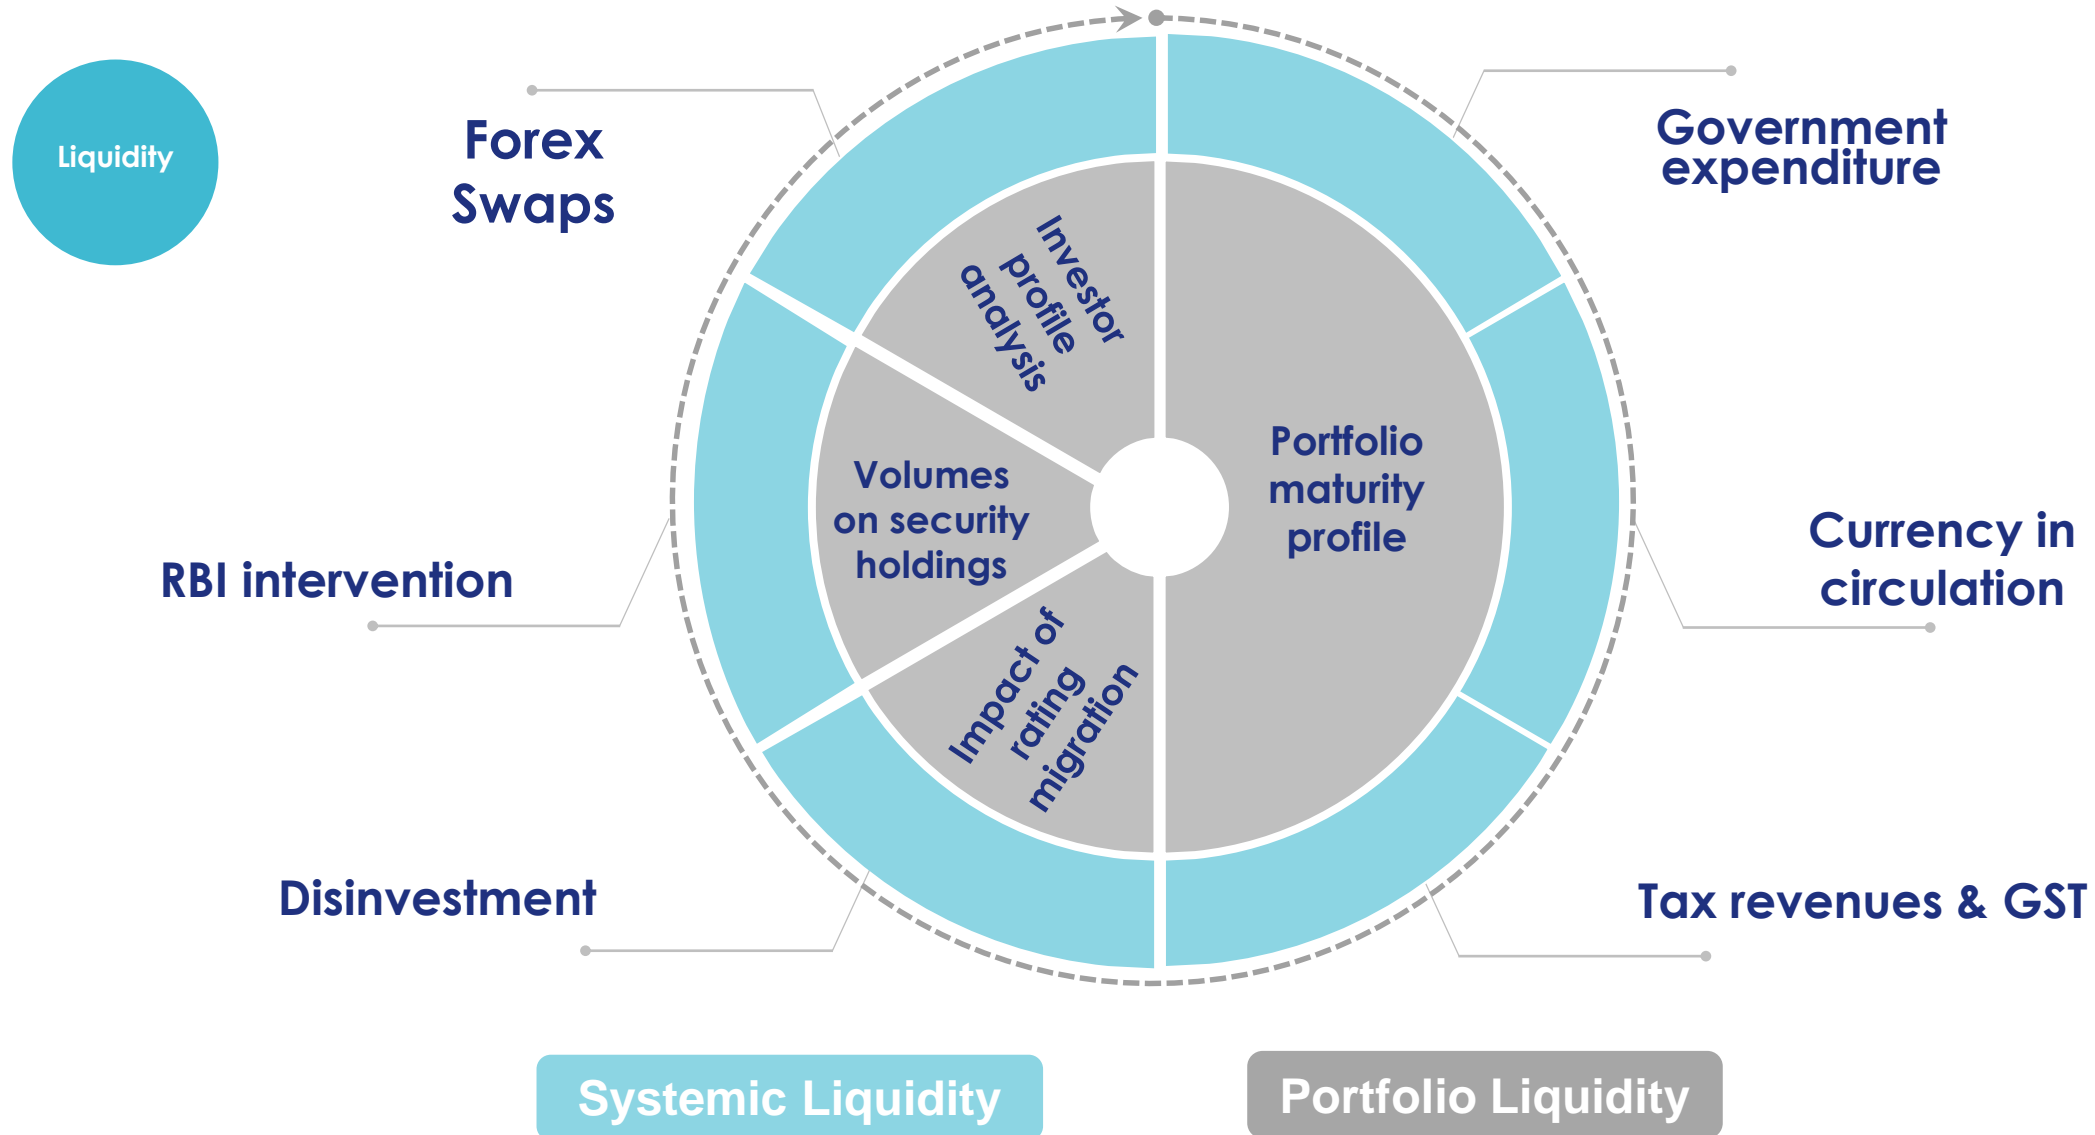 Liquidity
Forex
Swaps
Government
expenditure
Investor
profile
analysis
Portfolio
maturity
profile
Volumes
on security
holdings
Currency in
circulation
RBI intervention
Impact of
rating
migration
Disinvestment
Tax revenues & GST
Systemic Liquidity
Portfolio Liquidity